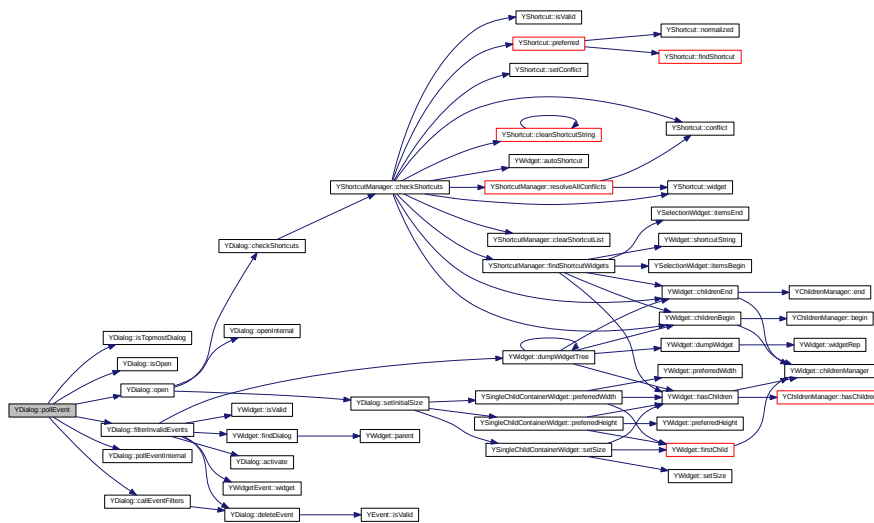 YShortcut::isValid
YShortcut::normalized
YShortcut::preferred
YShortcut::findShortcut
YShortcut::setConflict
YShortcut::conflict
YShortcut::cleanShortcutString
YWidget::autoShortcut
YShortcutManager::checkShortcuts
YShortcutManager::resolveAllConflicts
YShortcut::widget
YSelectionWidget::itemsEnd
YShortcutManager::clearShortcutList
YWidget::shortcutString
YDialog::checkShortcuts
YShortcutManager::findShortcutWidgets
YSelectionWidget::itemsBegin
YWidget::childrenEnd
YChildrenManager::end
YWidget::childrenBegin
YChildrenManager::begin
YDialog::openInternal
YDialog::isTopmostDialog
YWidget::dumpWidget
YWidget::widgetRep
YWidget::dumpWidgetTree
YDialog::isOpen
YWidget::preferredWidth
YWidget::childrenManager
YDialog::open
YDialog::setInitialSize
YSingleChildContainerWidget::preferredWidth
YWidget::hasChildren
YChildrenManager::hasChildren
YDialog::pollEvent
YWidget::isValid
YSingleChildContainerWidget::preferredHeight
YWidget::preferredHeight
YDialog::filterInvalidEvents
YWidget::findDialog
YWidget::parent
YSingleChildContainerWidget::setSize
YWidget::firstChild
YDialog::pollEventInternal
YDialog::activate
YWidget::setSize
YWidgetEvent::widget
YDialog::callEventFilters
YDialog::deleteEvent
YEvent::isValid